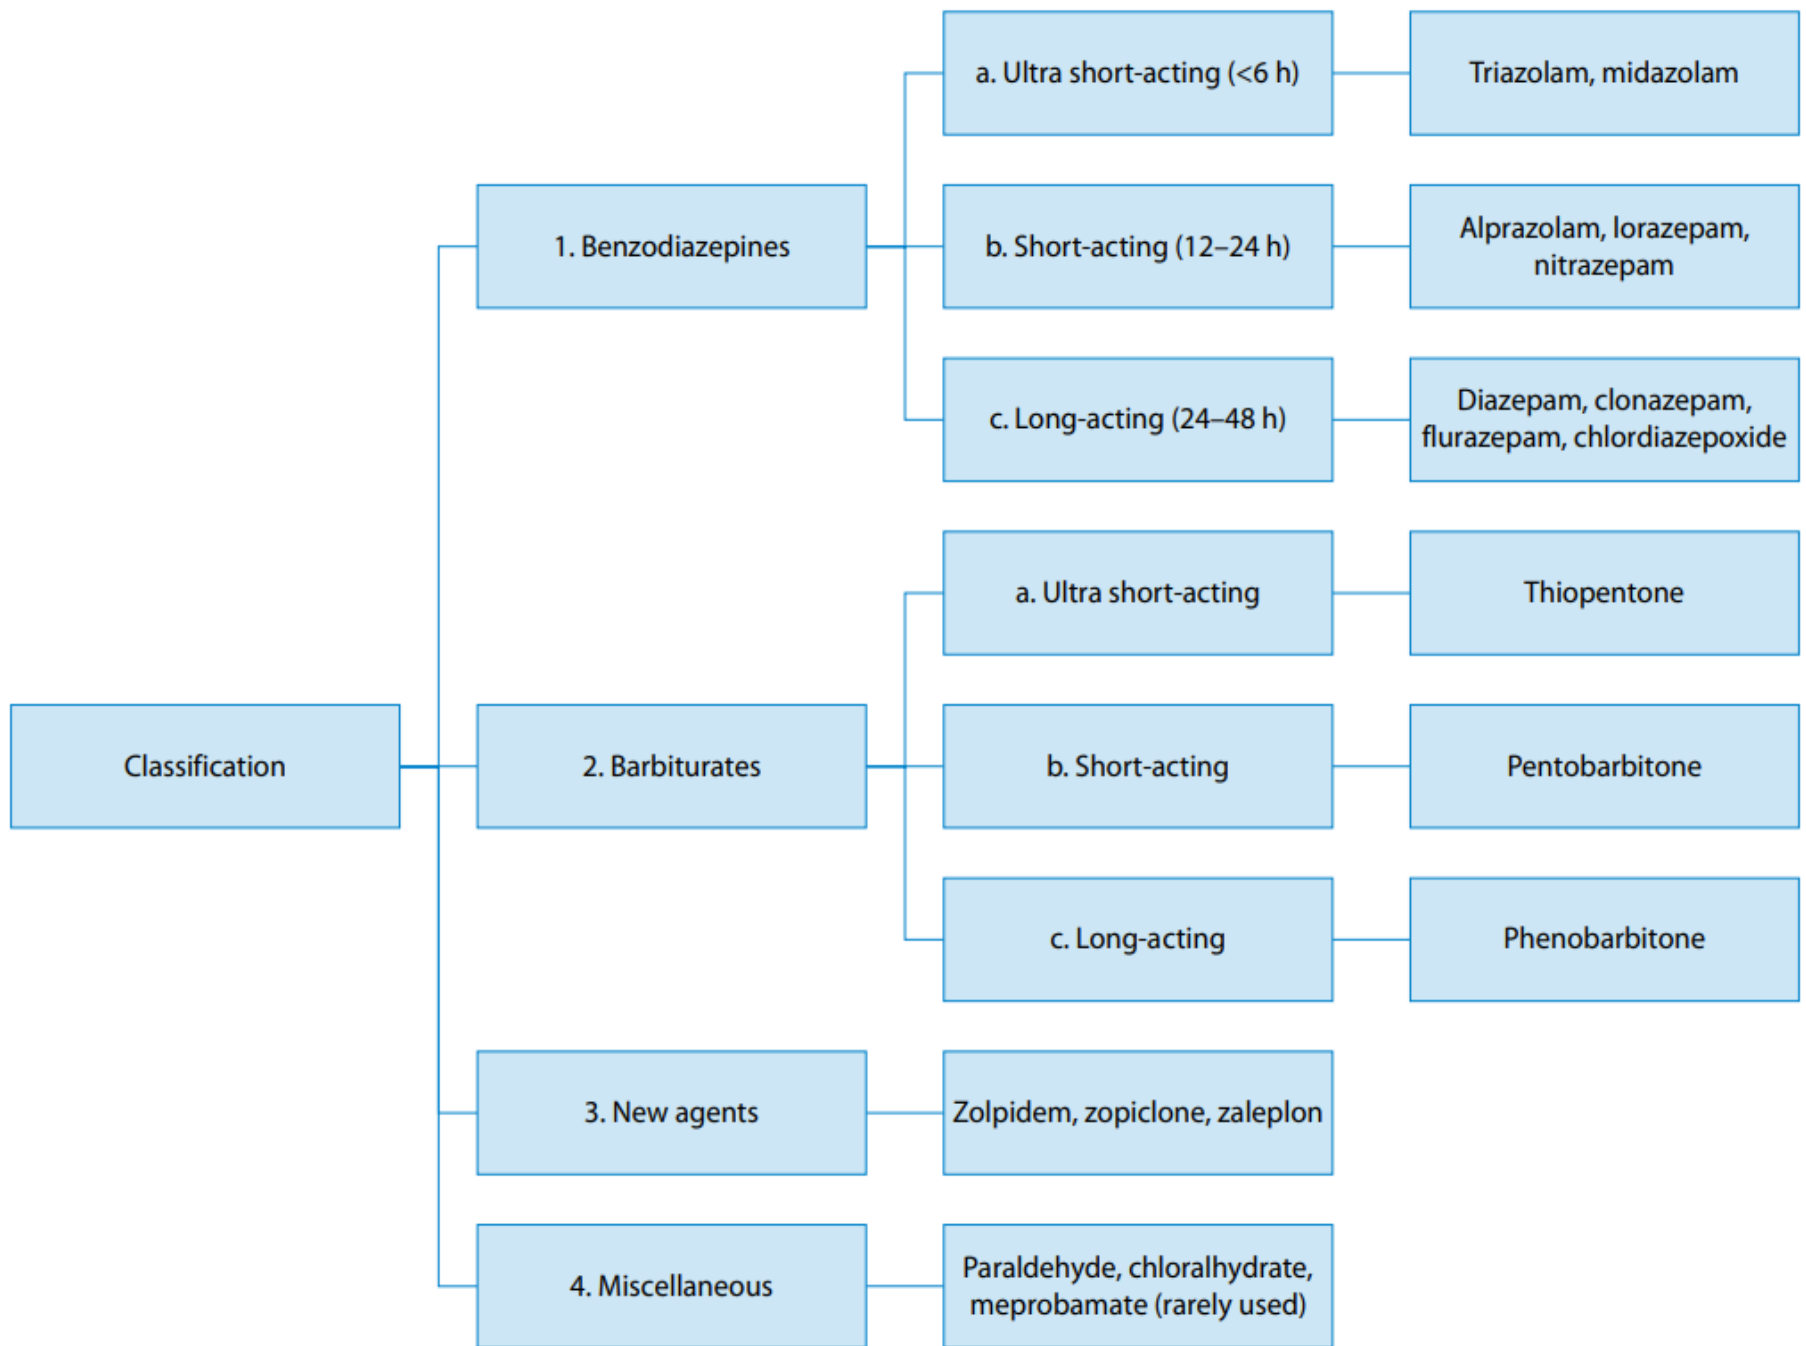 Classification
1. Benzodiazepines
a. Ultra short-acting (<6 h)
Triazolam, midazolam
b. Short-acting (12–24 h)
Alprazolam, lorazepam,
nitrazepam
c. Long-acting (24–48 h)
Diazepam, clonazepam,
flurazepam, chlordiazepoxide
2. Barbiturates
a. Ultra short-acting
Thiopentone
b. Short-acting
Pentobarbitone
c. Long-acting
Phenobarbitone
3. New agents
Zolpidem, zopiclone, zaleplon
4. Miscellaneous
Paraldehyde, chloralhydrate,
meprobamate (rarely used)